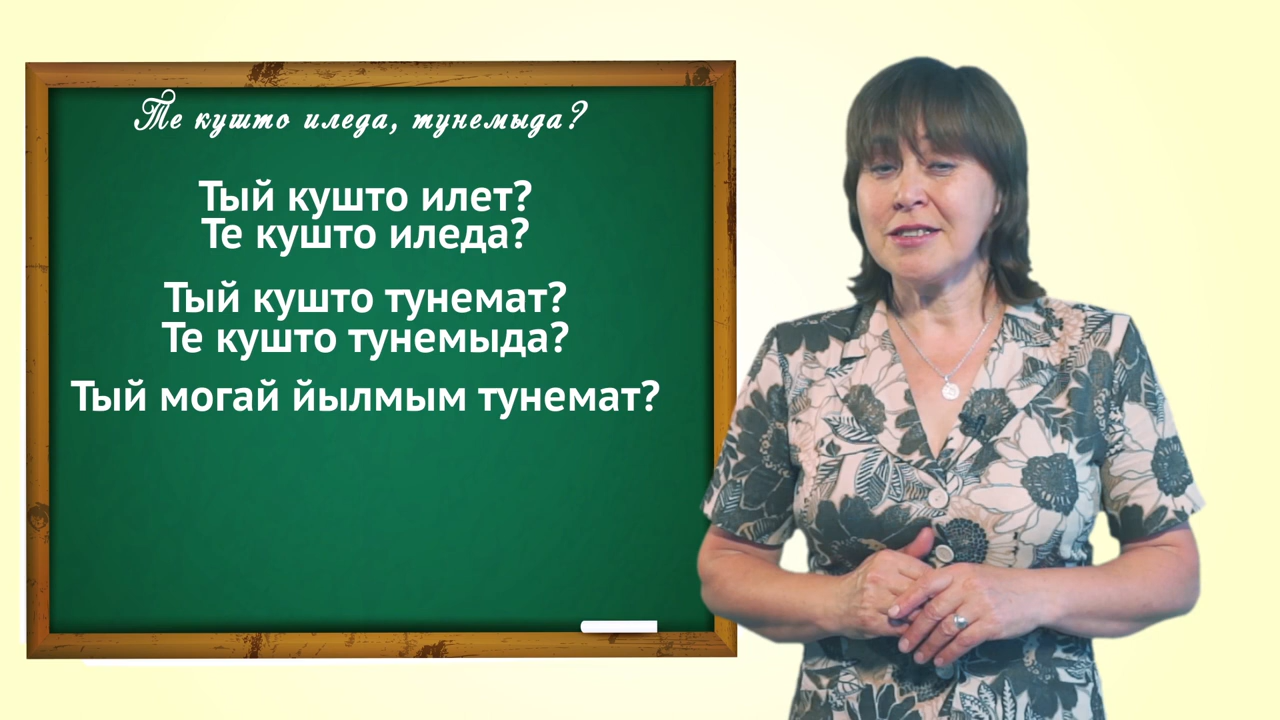 Те кушто иледа, тунемыда?
Тый кушто илет?
Те кушто иледа?
Тый кушто тунемат?
Те кушто тунемыда?
Тый могай йылмым тунемат?